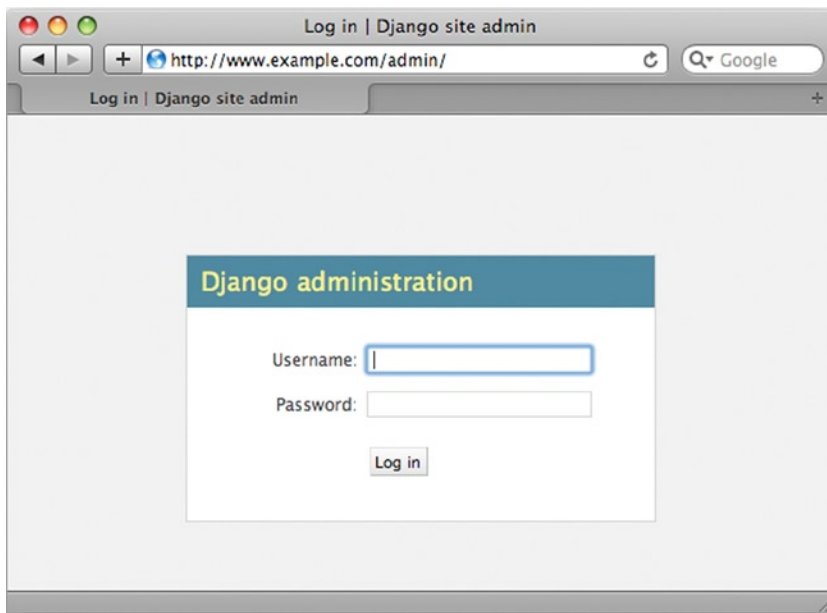 Log in | Django site admin
http://www.example.com/admin/
Google
Log in | Django site admin
Django administration
Username:
Password:
Log in